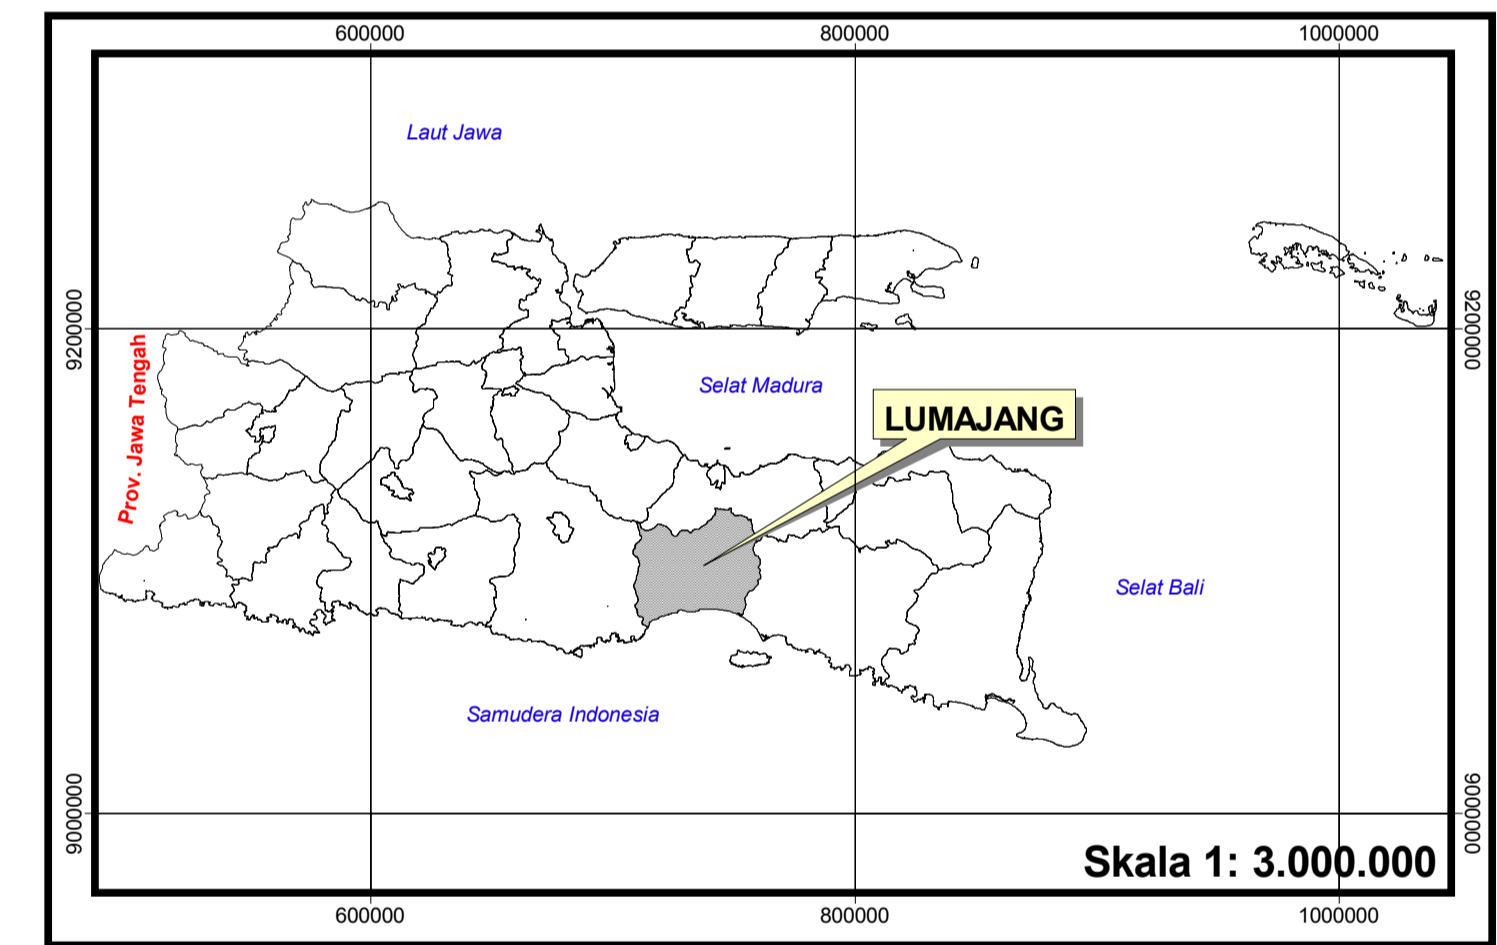 600000 800000 1000000
Laut Jawa
9200000
9200000
Prov. Jawa Tengah
Selat Madura
LUMAJANG
Selat Bali
Samudera Indonesia
9000000
9000000
Skala 1: 3.000.000
600000 800000 1000000